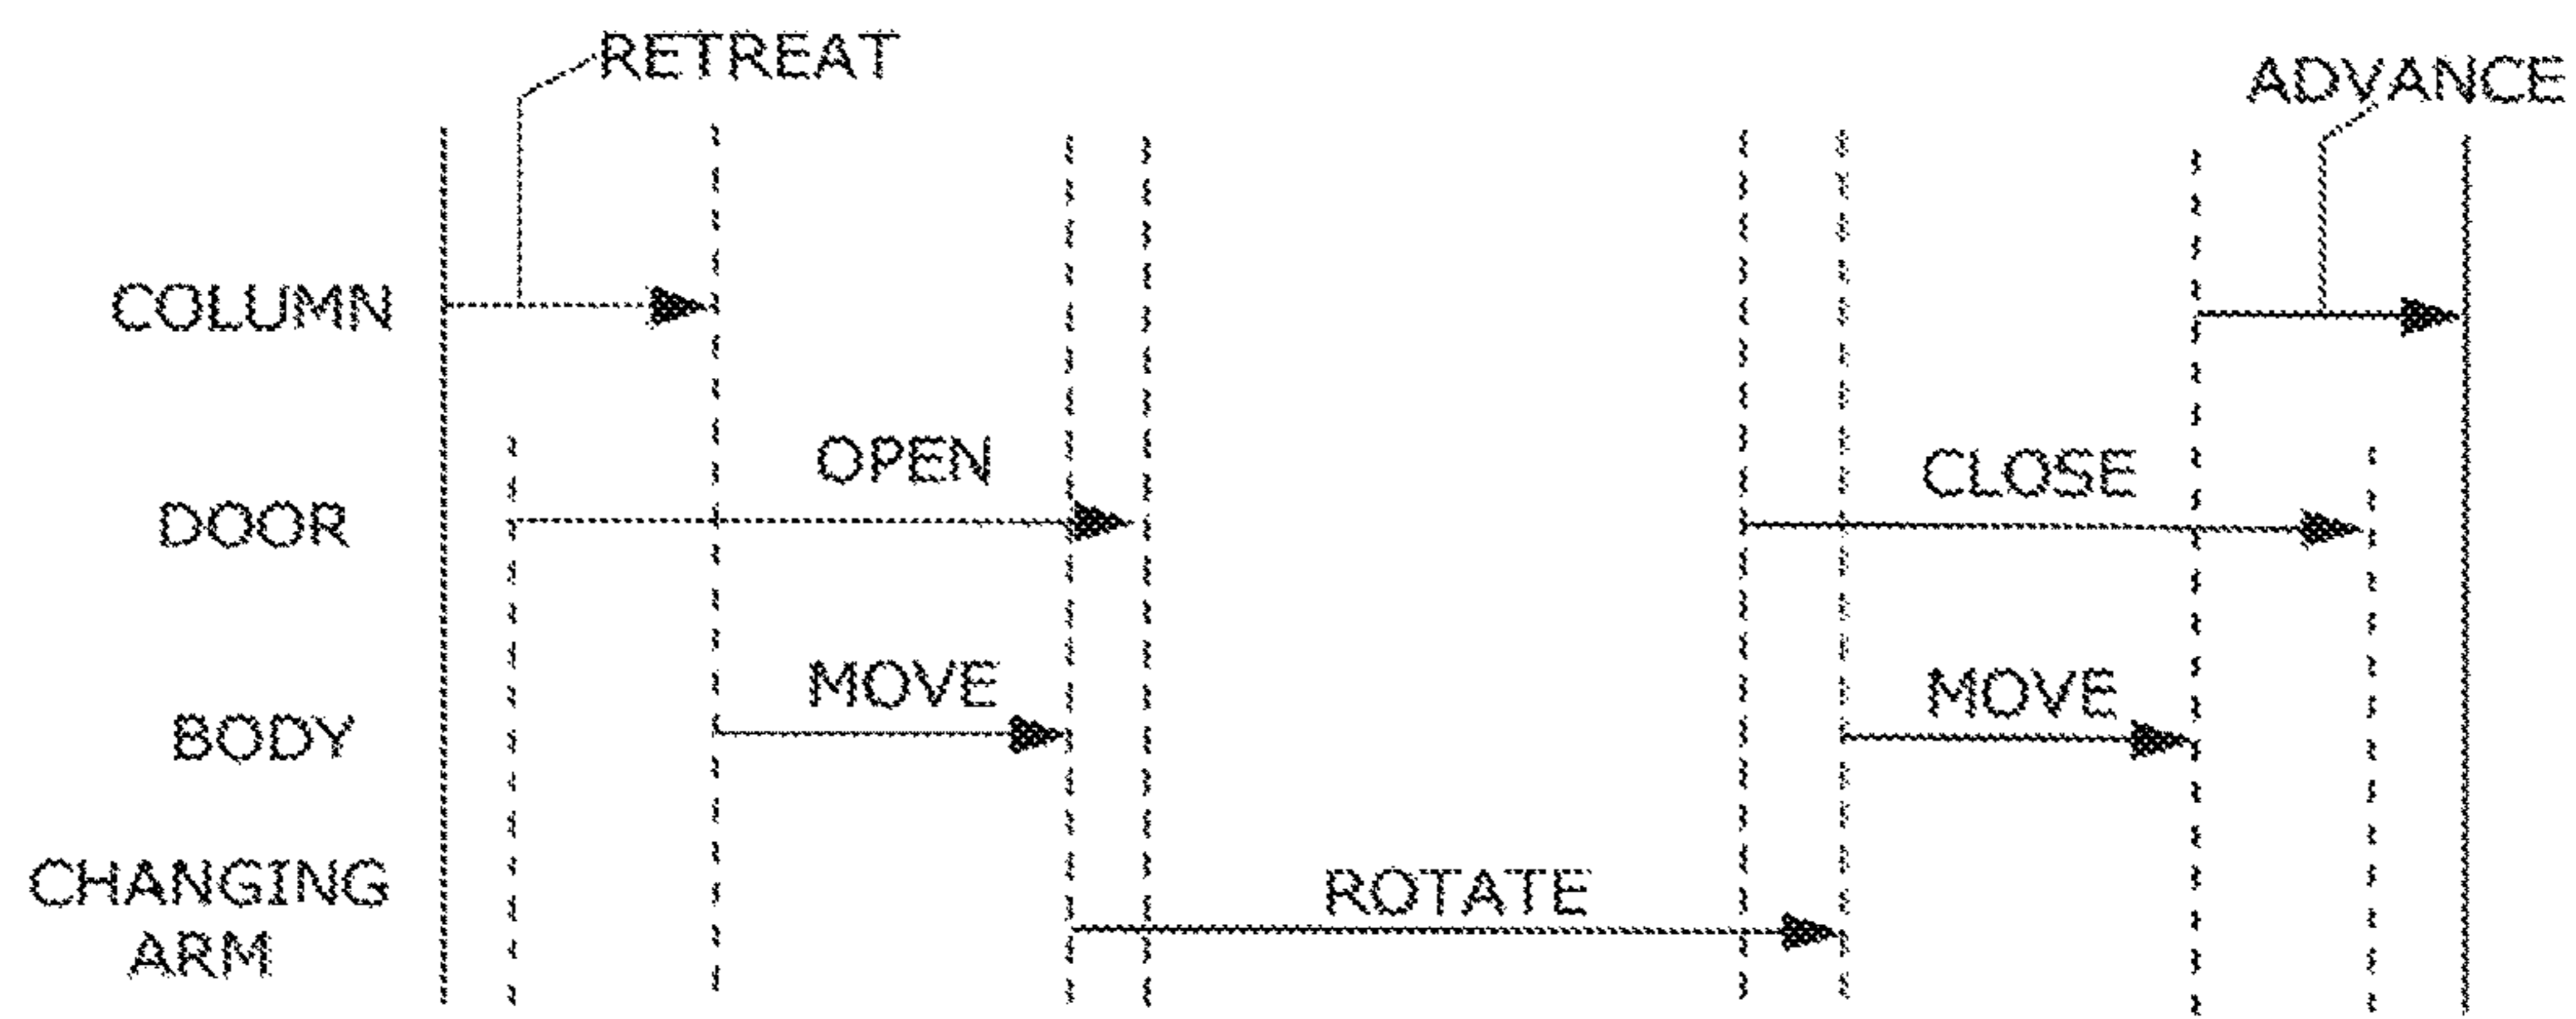 RETREAT
ADVANCE
COLUMN
OPEN
CLOSE
DOOR
MOVE
MOVE
BODY
CHANGING
ARM
ROTATE